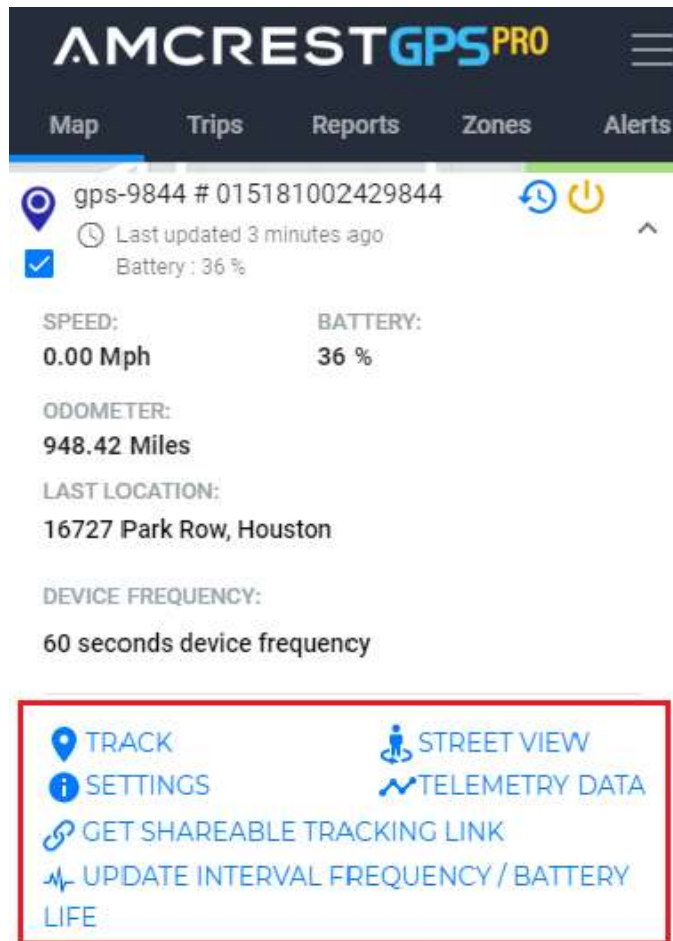 AMCRESTGPSPRO
Map Trips Reports Zones Alerts
gps-9844 # 015181002429844
Last updated 3 minutes ago
Battery : 36 %
SPEED: BATTERY:
0.00 Mph 36 %
ODOMETER:
948.42 Miles
LAST LOCATION:
16727 Park Row, Houston
DEVICE FREQUENCY:
60 seconds device frequency
TRACK STREET VIEW
SETTINGS TELEMETRY DATA
GET SHAREABLE TRACKING LINK
UPDATE INTERVAL FREQUENCY / BATTERY
LIFE